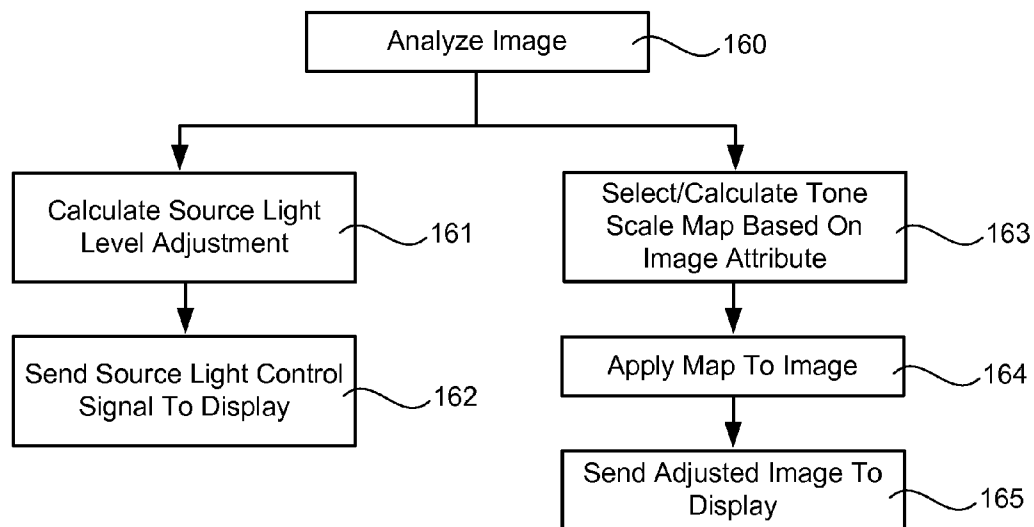 Analyze Image
160
Calculate Source Light
Level Adjustment
161
Send Source Light Control
Signal To Display
162
Select/Calculate Tone
Scale Map Based On
Image Attribute
163
Apply Map To Image
164
Send Adjusted Image To
Display
165